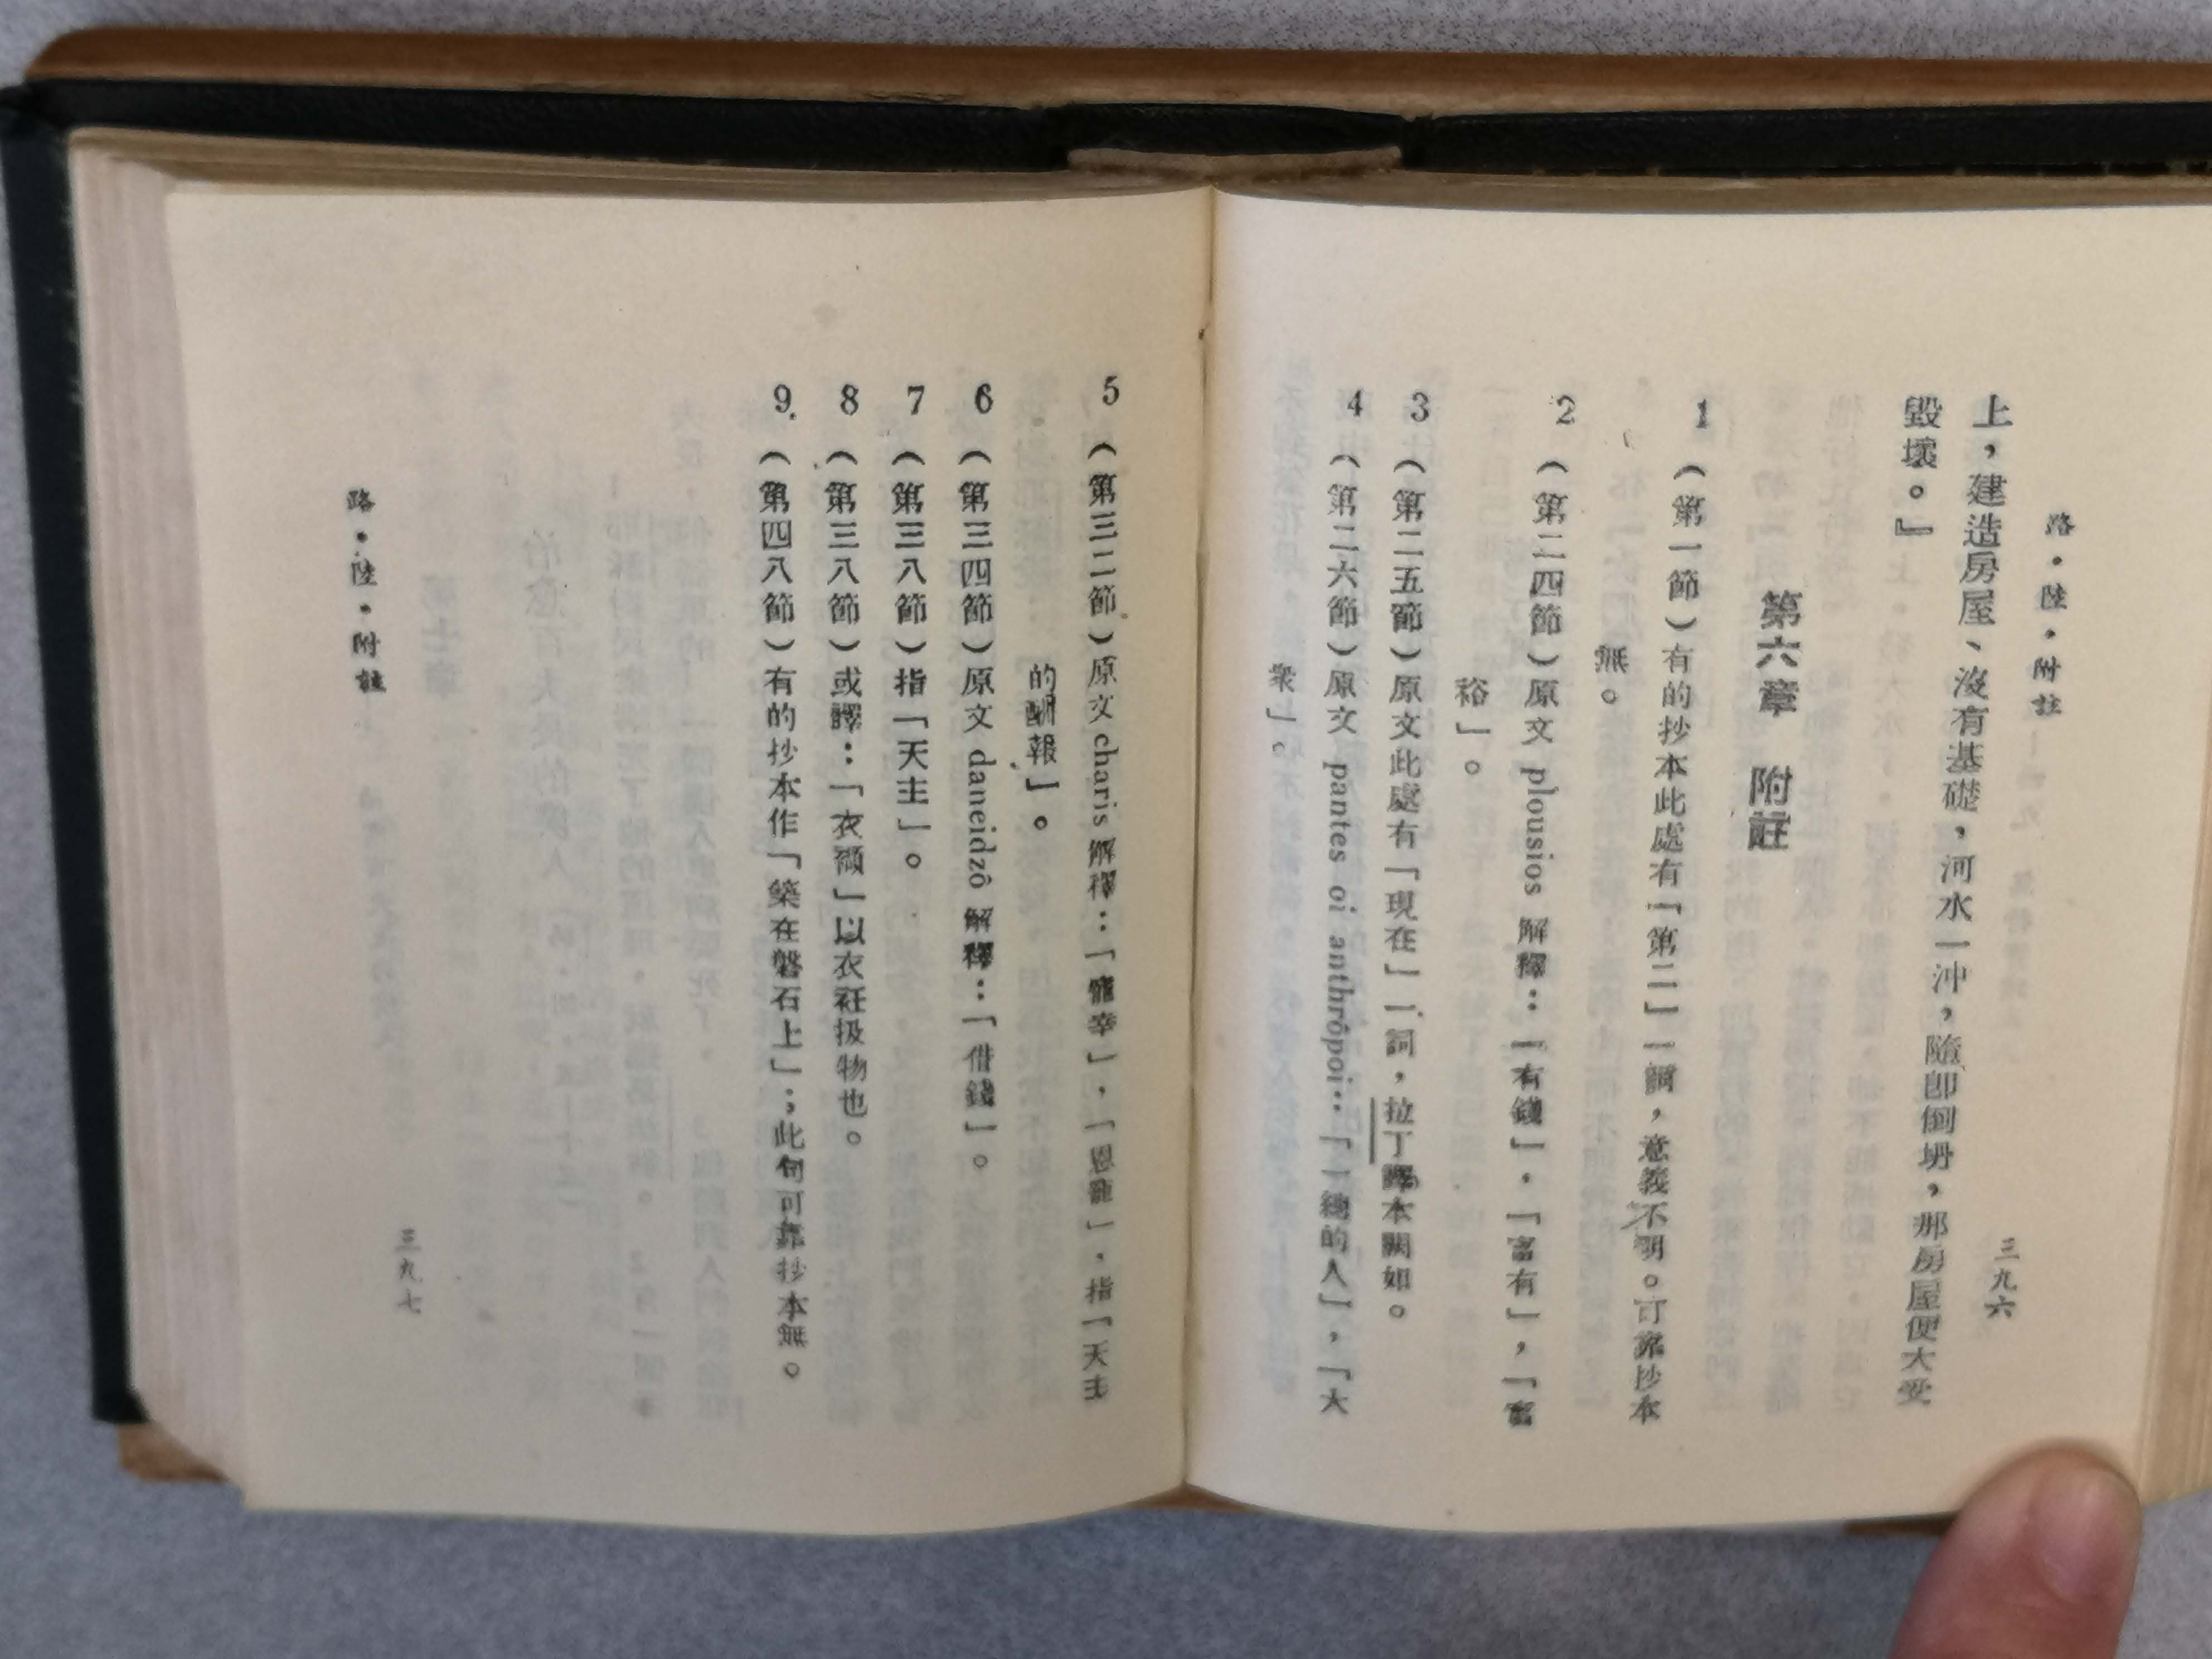 路・陸・附註
三九六
上，建造房屋、沒有基礎，河水一沖，隨卽倒坍，那房屋便大受
毀壞。』
第六章　附註
1（第一節）有的抄本此處有「第二」一詞，意義不明。可靠抄本
無。
2（第二四節）原文 plousios 解釋：「有錢」，「富有」，「富
裕」。
3（第二五節）原文此處有「現在」一詞，拉丁譯本闕如。
4（第二六節）原文 pantes oi anthrôpoi：「一總的人」，「大
衆」。
5（第三二節）原文 charis 解釋：「寵幸」，「恩寵」，指「天主
的酬報」。
6（第三四節）原文 daneidzô 解釋：「借錢」。
7（第三八節）指「天主」。
8（第三八節）或譯：「衣襭」以衣衽扱物也。
9（第四八節）有的抄本作「築在磐石上」；此句可靠抄本無。
路・陸・附註
三九七